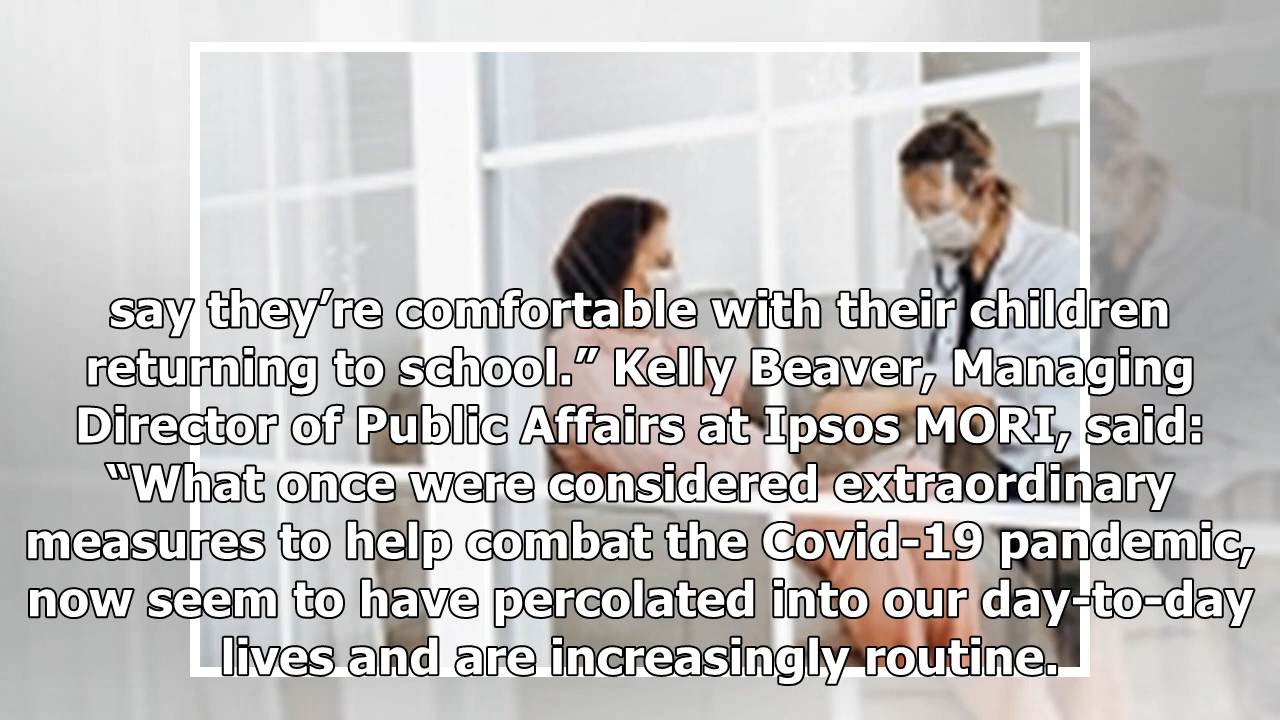 say they’re comfortable with their children
returning to school.” Kelly Beaver, Managing
Director of Public Affairs at Ipsos MORI, said:
“What once were considered extraordinary
measures to help combat the Covid-19 pandemic,
now seem to have percolated into our day-to-day
lives and are increasingly routine.